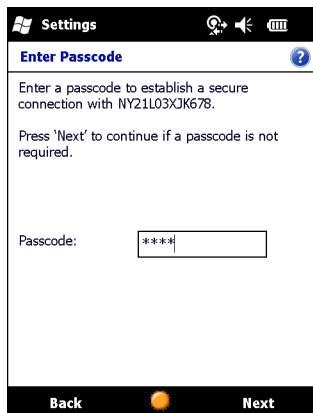 Settings
Enter Passcode
?
Enter a passcode to establish a secure
connection with NY21L03XJK678.
Press ‘Next’ to continue if a passcode is not
required.
Passcode: ****
Back Next